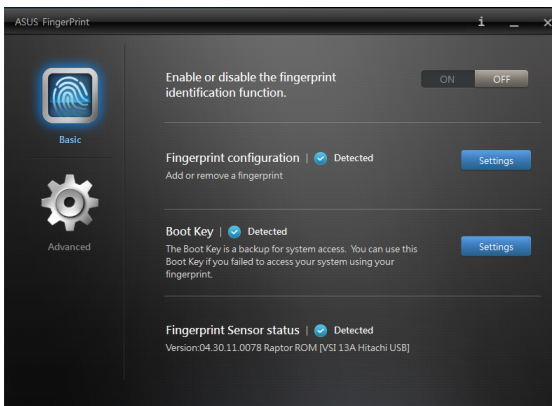 ASUS FingerPrint
Enable or disable the fingerprint
identification function.
ON OFF
Basic
Fingerprint configuration | Detected
Add or remove a fingerprint
Settings
Advanced
Boot Key | Detected
The Boot Key is a backup for system access. You can use this
Boot Key if you failed to access your system using your
fingerprint.
Settings
Fingerprint Sensor status | Detected
Version:04.30.11.0078 Raptor ROM [VSI 13A Hitachi USB]